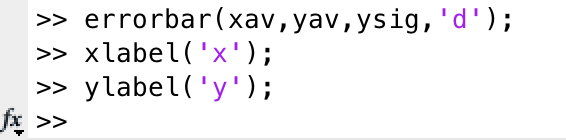 >> errorbar(xav,yav,ysig,'d');
>> xlabel('x');
>> ylabel('y');
fx >>